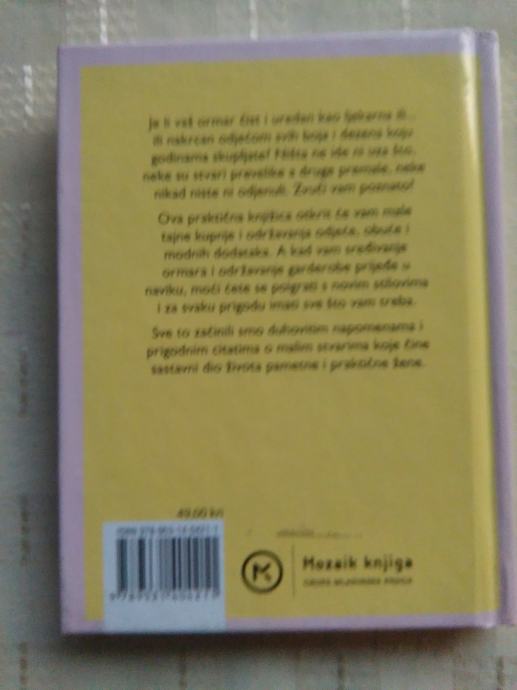 Je li vaš ormar čist i uredan kao ljekarna ili...
ili nakrcan odjećom svih boja i dezena koju
godinama skupljate? Ništa ne ide ni uza što,
neke su stvari prevelike a druge premale, neke
nikad niste ni odjenuli. Zvuči vam poznato?
Ova praktična knjižica otkrit će vam male
tajne kupnje i održavanja odjeće, obuće i
modnih dodataka. A kad vam sređivanje
ormara i održavanje garderobe prijeđe u
naviku, moći ćete se poigrati s novim stilovima
i za svaku prigodu imati sve što vam treba.
Sve to začinili smo duhovitim napomenama i
prigodnim citatima o malim stvarima koje čine
sastavni dio života pametne i praktične žene.
49,00 kn
ISBN
Mozaik knjiga
GRUPA MLADINSKA KNJIGA